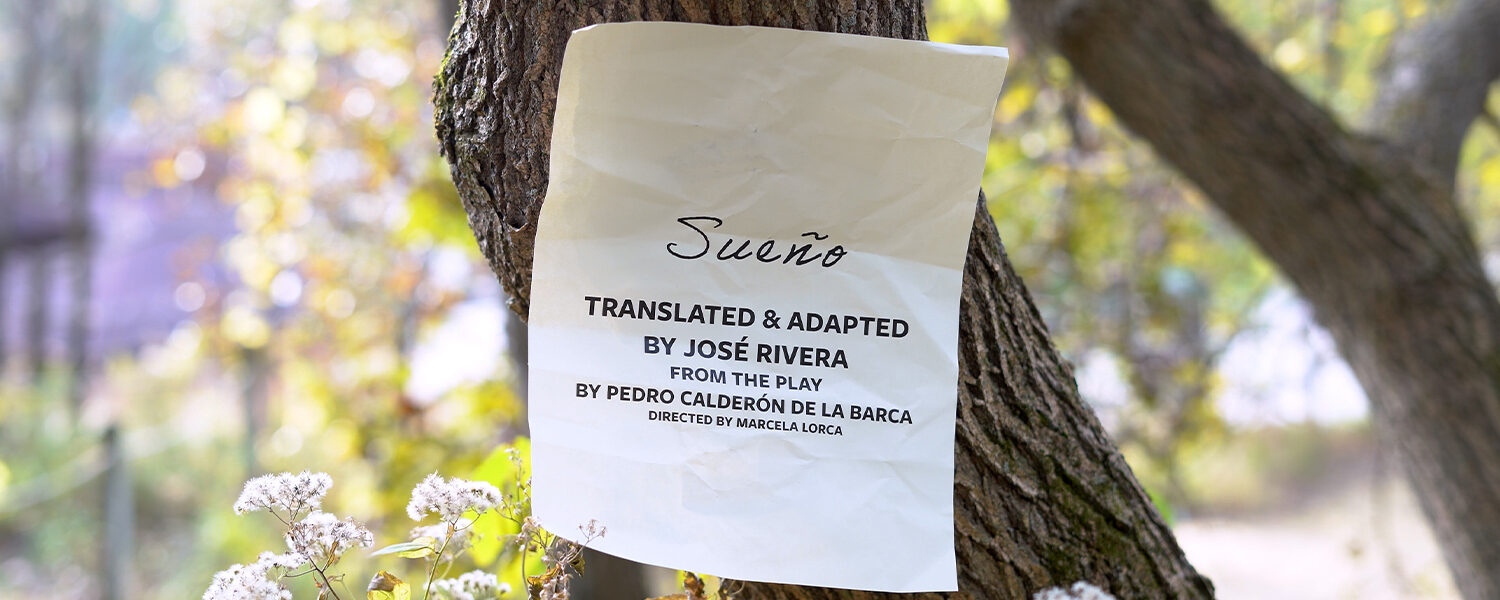 Sueño
TRANSLATED & ADAPTED
BY JOSÉ RIVERA
FROM THE PLAY
BY PEDRO CALDERÓN DE LA BARCA
DIRECTED BY MARCELA LORCA